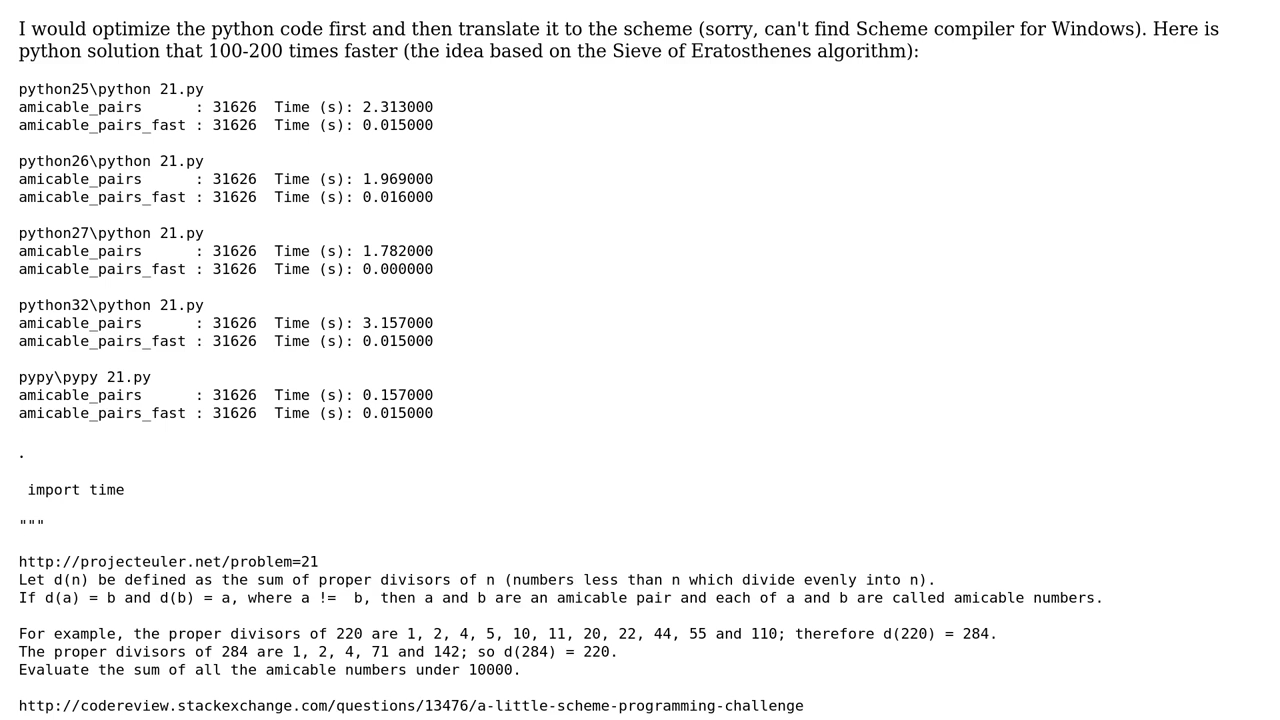 I would optimize the python code first and then translate it to the scheme (sorry, can't find Scheme compiler for Windows). Here is
python solution that 100-200 times faster (the idea based on the Sieve of Eratosthenes algorithm):
python25\python 21.py
amicable_pairs      : 31626  Time (s): 2.313000
amicable_pairs_fast : 31626  Time (s): 0.015000
python26\python 21.py
amicable_pairs      : 31626  Time (s): 1.969000
amicable_pairs_fast : 31626  Time (s): 0.016000
python27\python 21.py
amicable_pairs      : 31626  Time (s): 1.782000
amicable_pairs_fast : 31626  Time (s): 0.000000
python32\python 21.py
amicable_pairs      : 31626  Time (s): 3.157000
amicable_pairs_fast : 31626  Time (s): 0.015000
pypy\pypy 21.py
amicable_pairs      : 31626  Time (s): 0.157000
amicable_pairs_fast : 31626  Time (s): 0.015000
.
 import time
"""
http://projecteuler.net/problem=21
Let d(n) be defined as the sum of proper divisors of n (numbers less than n which divide evenly into n).
If d(a) = b and d(b) = a, where a !=  b, then a and b are an amicable pair and each of a and b are called amicable numbers.
For example, the proper divisors of 220 are 1, 2, 4, 5, 10, 11, 20, 22, 44, 55 and 110; therefore d(220) = 284.
The proper divisors of 284 are 1, 2, 4, 71 and 142; so d(284) = 220.
Evaluate the sum of all the amicable numbers under 10000.
http://codereview.stackexchange.com/questions/13476/a-little-scheme-programming-challenge